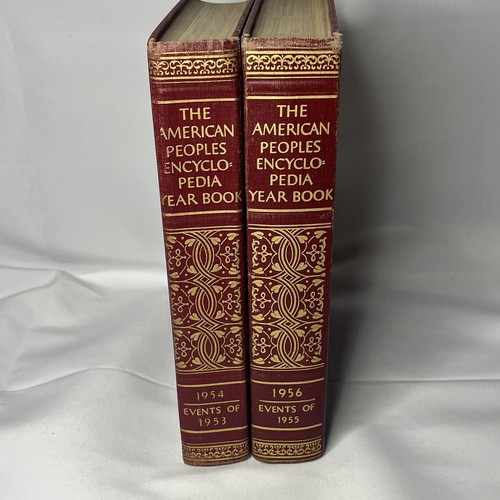 THE
AMERICAN
PEOPLES
ENCYCLO-
PEDIA
YEAR BOOK
1954
EVENTS OF
1953
THE
AMERICAN
PEOPLES
ENCYCLO-
PEDIA
YEAR BOOK
1956
EVENTS OF
1955